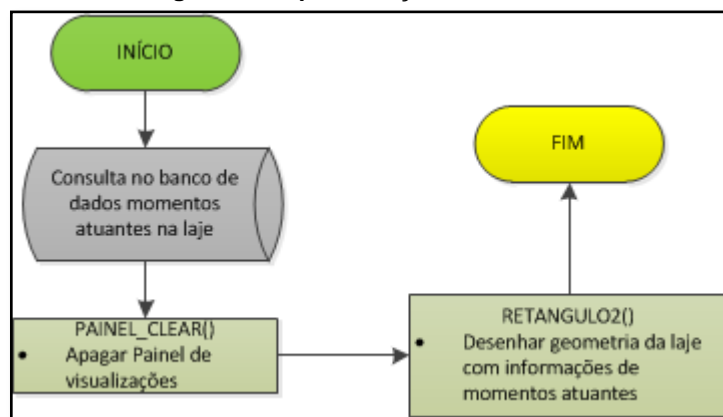 INÍCIO
Consulta no banco de
dados momentos
atuantes na laje
PAINEL_CLEAR()
• Apagar Painel de
visualizações
RETANGULO2()
• Desenhar geometria da laje
com informações de
momentos atuantes
FIM